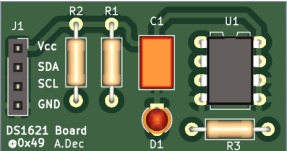 R2 R1 C1 U1
J1
Vcc
SDA
SCL
GND
DS1621 Board
@0x49 A.Dec
D1
R3